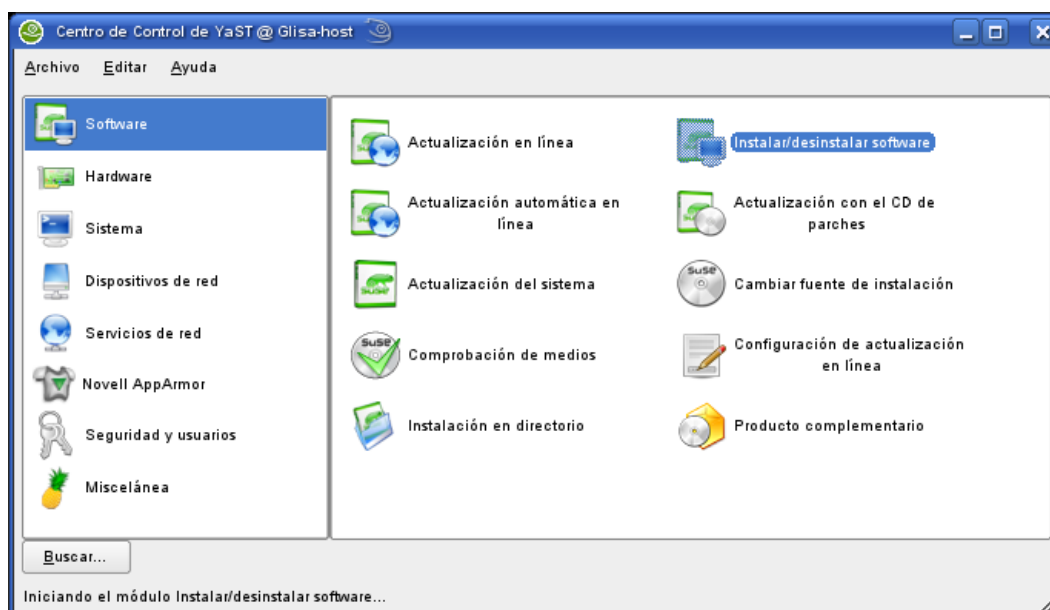 Centro de Control de YaST @ Glisa-host
Archivo Editar Ayuda
Software
Hardware
Sistema
Dispositivos de red
Servicios de red
Novell AppArmor
Seguridad y usuarios
Miscelánea
Actualización en línea
Instalar/desinstalar software
Actualización automática en
línea
Actualización con el CD de
parches
Actualización del sistema
SUSE
Cambiar fuente de instalación
SUSE
Comprobación de medios
Configuración de actualización
en línea
Instalación en directorio
Producto complementario
Buscar...
Iniciando el módulo Instalar/desinstalar software...